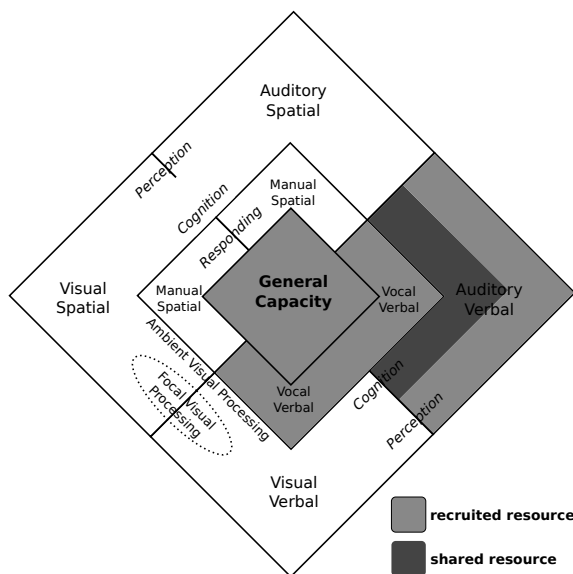 Auditory
Spatial
Perception
Cognition
Manual
Spatial
Responding
General
Capacity
Visual
Spatial
Manual
Spatial
Vocal
Verbal
Auditory
Verbal
Ambient Visual Processing
Focal Visual
Processing
Vocal
Verbal
Cognition
Perception
Visual
Verbal
recruited resource
shared resource